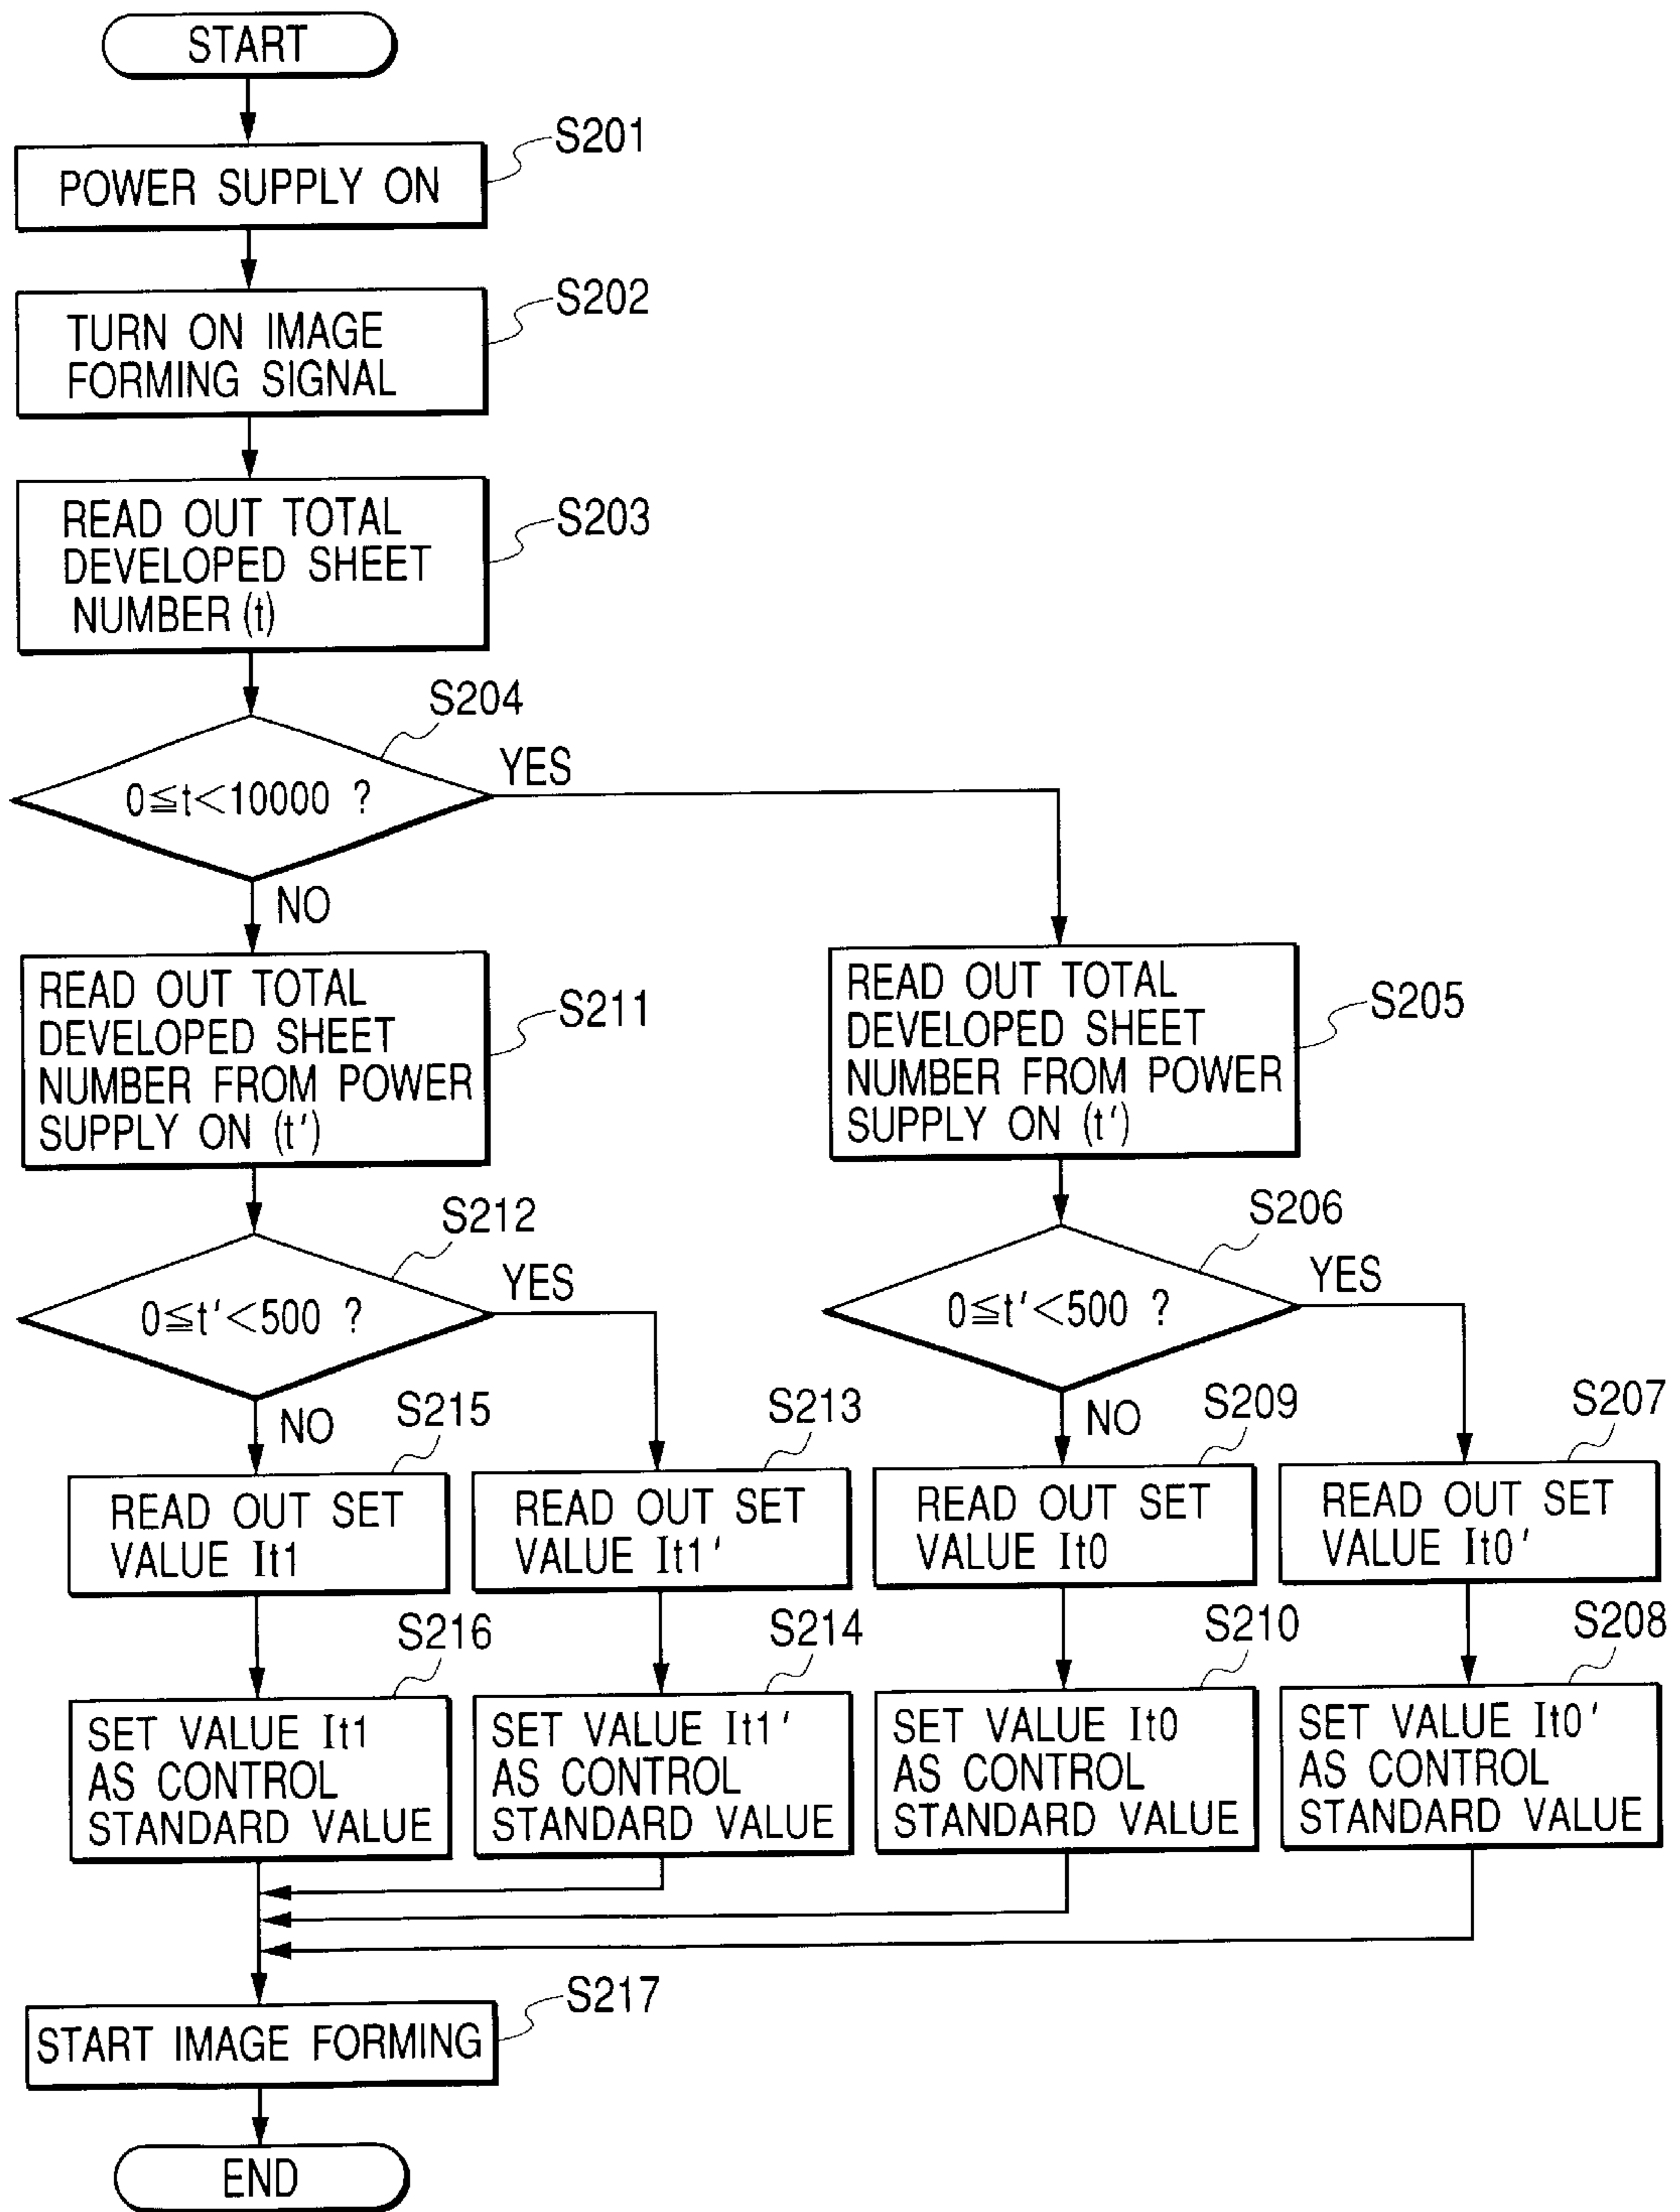 START
S201
POWER SUPPLY ON
S202
TURN ON IMAGE
FORMING SIGNAL
S203
READ OUT TOTAL
DEVELOPED SHEET
NUMBER (t)
S204
0≦t<10000 ?
YES
NO
READ OUT TOTAL
DEVELOPED SHEET
NUMBER FROM POWER
SUPPLY ON (t')
S211
READ OUT TOTAL
DEVELOPED SHEET
NUMBER FROM POWER
SUPPLY ON (t')
S205
S212
0≦t'<500 ?
YES
NO
S206
0≦t'<500 ?
YES
NO
S215
READ OUT SET
VALUE It1
S213
READ OUT SET
VALUE It1'
S209
READ OUT SET
VALUE It0
S207
READ OUT SET
VALUE It0'
S216
SET VALUE It1
AS CONTROL
STANDARD VALUE
S214
SET VALUE It1'
AS CONTROL
STANDARD VALUE
S210
SET VALUE It0
AS CONTROL
STANDARD VALUE
S208
SET VALUE It0'
AS CONTROL
STANDARD VALUE
S217
START IMAGE FORMING
END